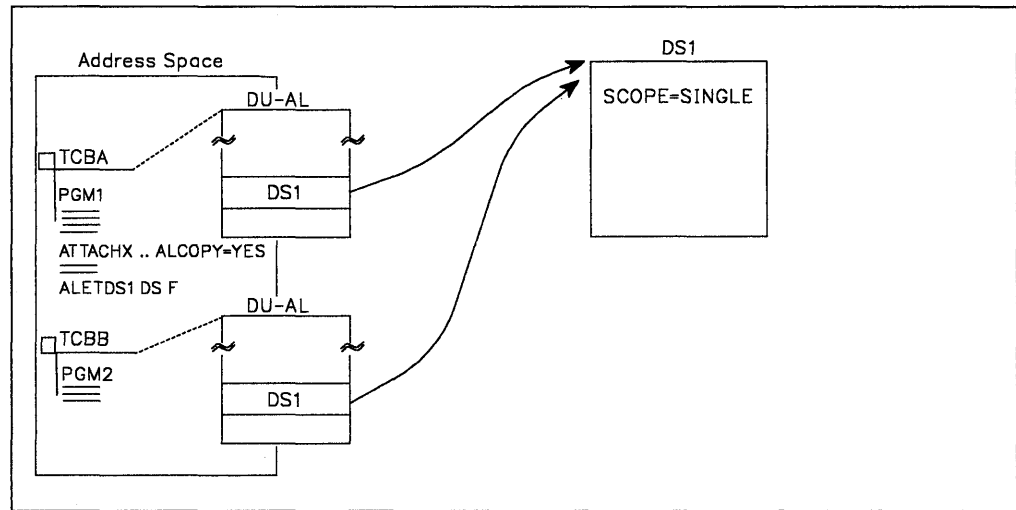 DS1
Address Space
SCOPE=SINGLE
DU-AL
TCBA
DS1
PGM1
ATTACHX .. ALCOPY=YES
ALETDS1 DS F
DU-AL
TCBB
PGM2
DS1